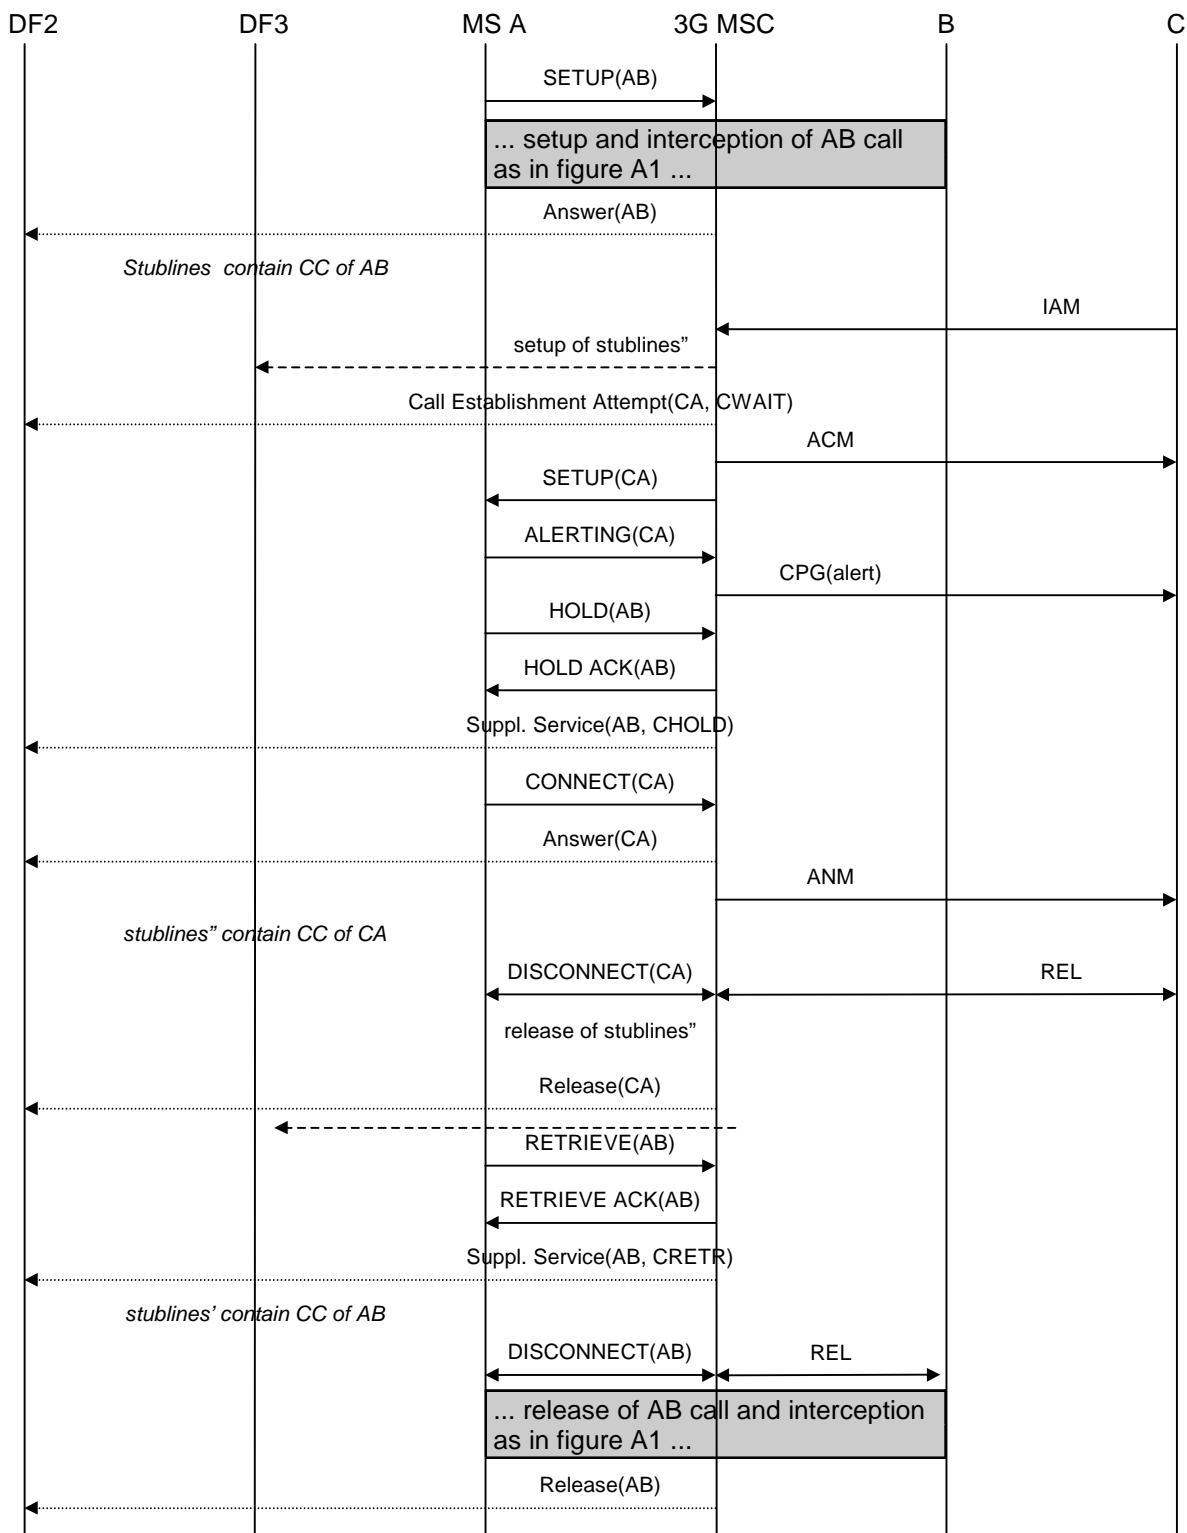 DF2 DF3 MS A 3G MSC B C
SETUP(AB)
... setup and interception of AB call
as in figure A1 ...
Answer(AB)
Stublines contain CC of AB
IAM
setup of stublines”
Call Establishment Attempt(CA, CWAIT)
ACM
SETUP(CA)
ALERTING(CA)
CPG(alert)
HOLD(AB)
HOLD ACK(AB)
Suppl. Service(AB, CHOLD)
CONNECT(CA)
Answer(CA)
ANM
stublines” contain CC of CA
DISCONNECT(CA) REL
release of stublines”
Release(CA)
RETRIEVE(AB)
RETRIEVE ACK(AB)
Suppl. Service(AB, CRETR)
stublines’ contain CC of AB
DISCONNECT(AB) REL
... release of AB call and interception
as in figure A1 ...
Release(AB)